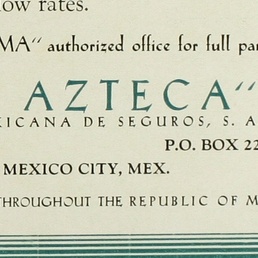 low rates.
MA“ authorized office for full par
AZTECA“
XICANA DE SEGUROS, S. A
P.O. BOX 22
MEXICO CITY, MEX.
THROUGHOUT THE REPUBLIC OF M